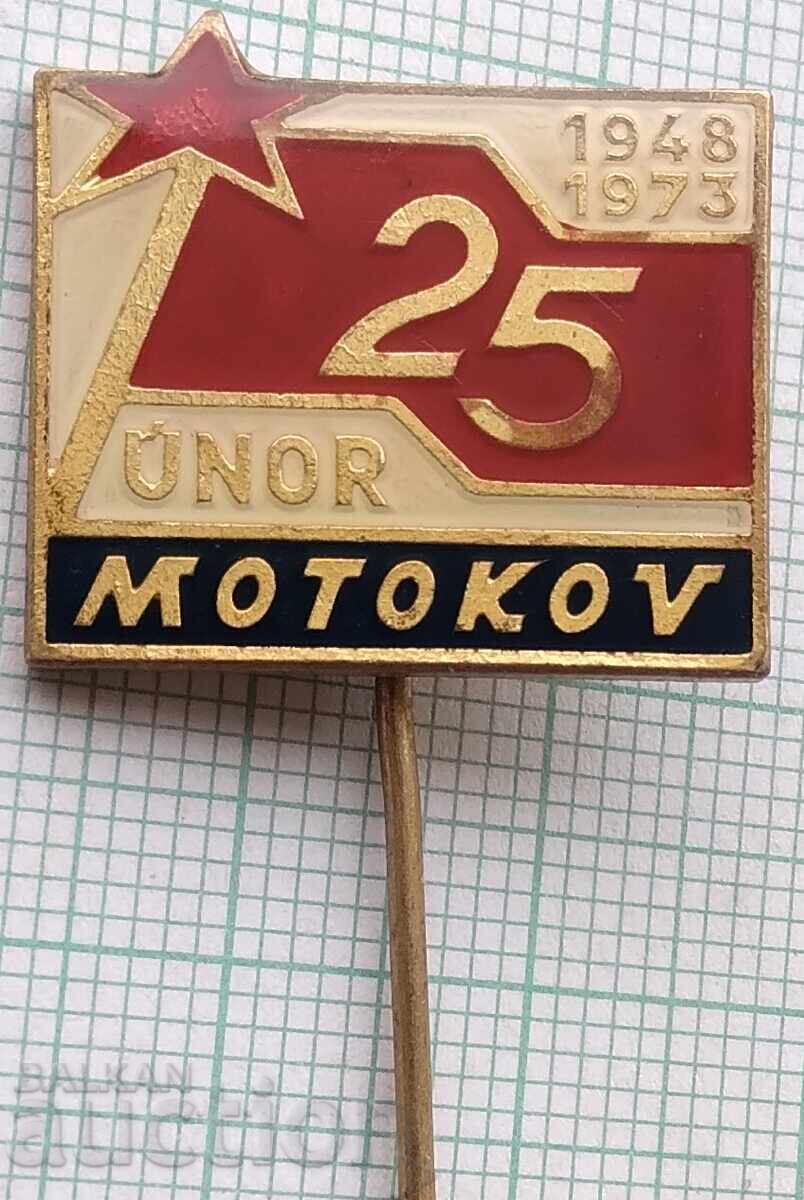 1948
1973
25
ÚNOR
MOTOKOV
BALKAN
auction